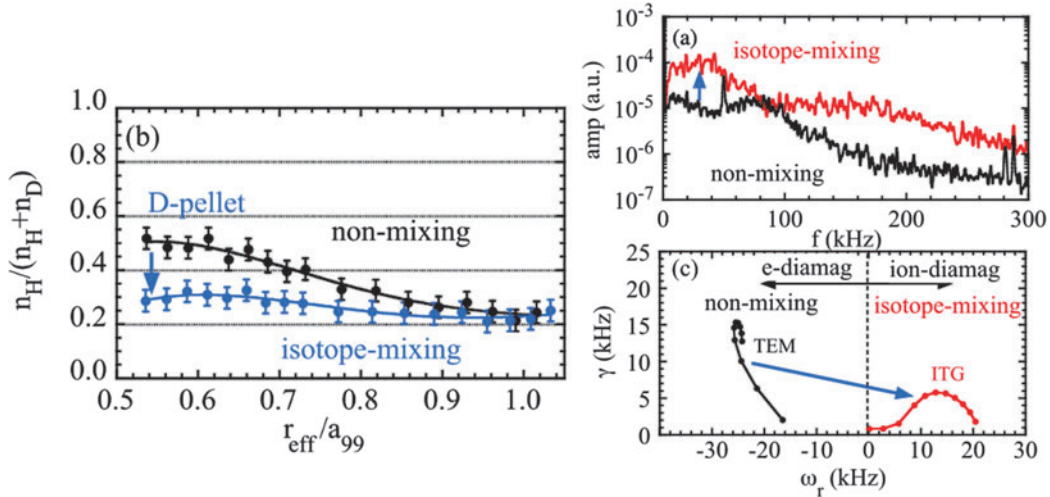 (b)
n_H/(n_H+n_D)
1.0
0.8
0.6
0.4
0.2
0.0
D-pellet
non-mixing
isotope-mixing
0.5 0.6 0.7 0.8 0.9 1.0
r_eff/a_99
(a)
isotope-mixing
non-mixing
amp (a.u.)
10^-3
10^-4
10^-5
10^-6
10^-7
0 100 200 300
f (kHz)
(c)
e-diamag ion-diamag
non-mixing isotope-mixing
TEM
ITG
γ (kHz)
25
20
15
10
5
0
-40 -30 -20 -10 0 10 20 30
ω_r (kHz)